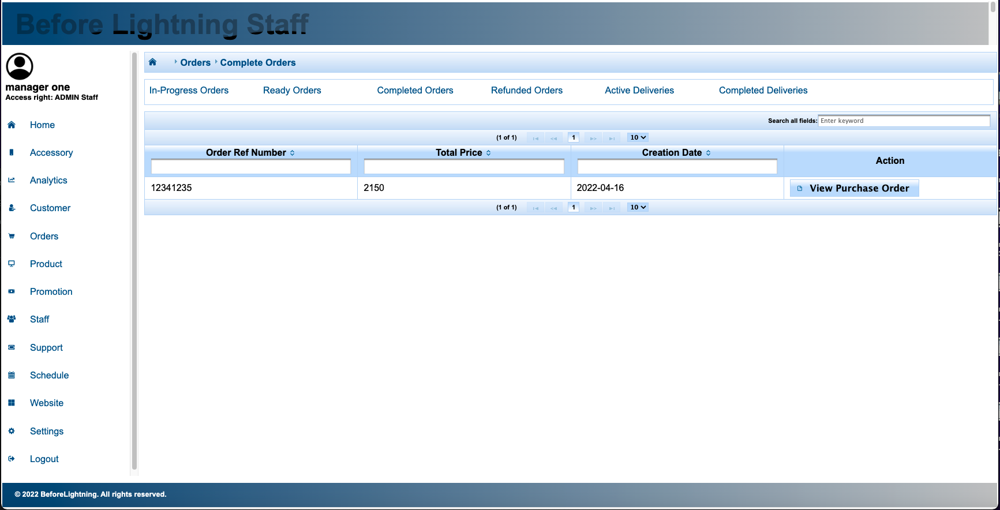 Before Lightning Staff
manager one
Access right: ADMIN Staff
Home
Accessory
Analytics
Customer
Orders
Product
Promotion
Staff
Support
Schedule
Website
Settings
Logout
Orders Complete Orders
In-Progress Orders Ready Orders Completed Orders Refunded Orders Active Deliveries Completed Deliveries
Search all fields: Enter keyword
(1 of 1) 1 10
Order Ref Number Total Price Creation Date Action
12341235 2150 2022-04-16 View Purchase Order
(1 of 1) 1 10
© 2022 BeforeLightning. All rights reserved.